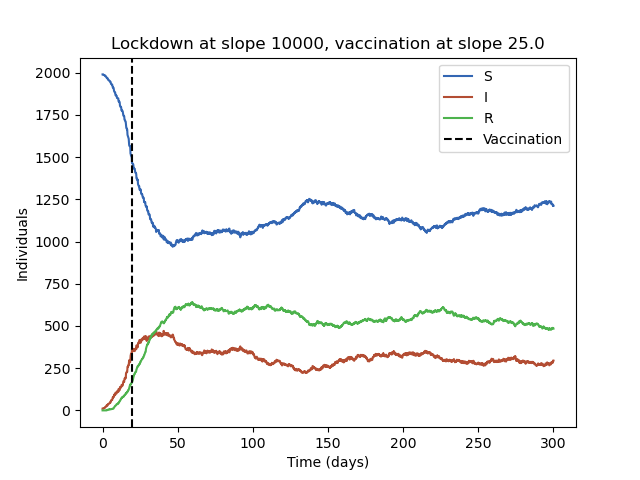 Lockdown at slope 10000, vaccination at slope 25.0
S
I
R
Vaccination
Individuals
2000
1750
1500
1250
1000
750
500
250
0
0 50 100 150 200 250 300
Time (days)